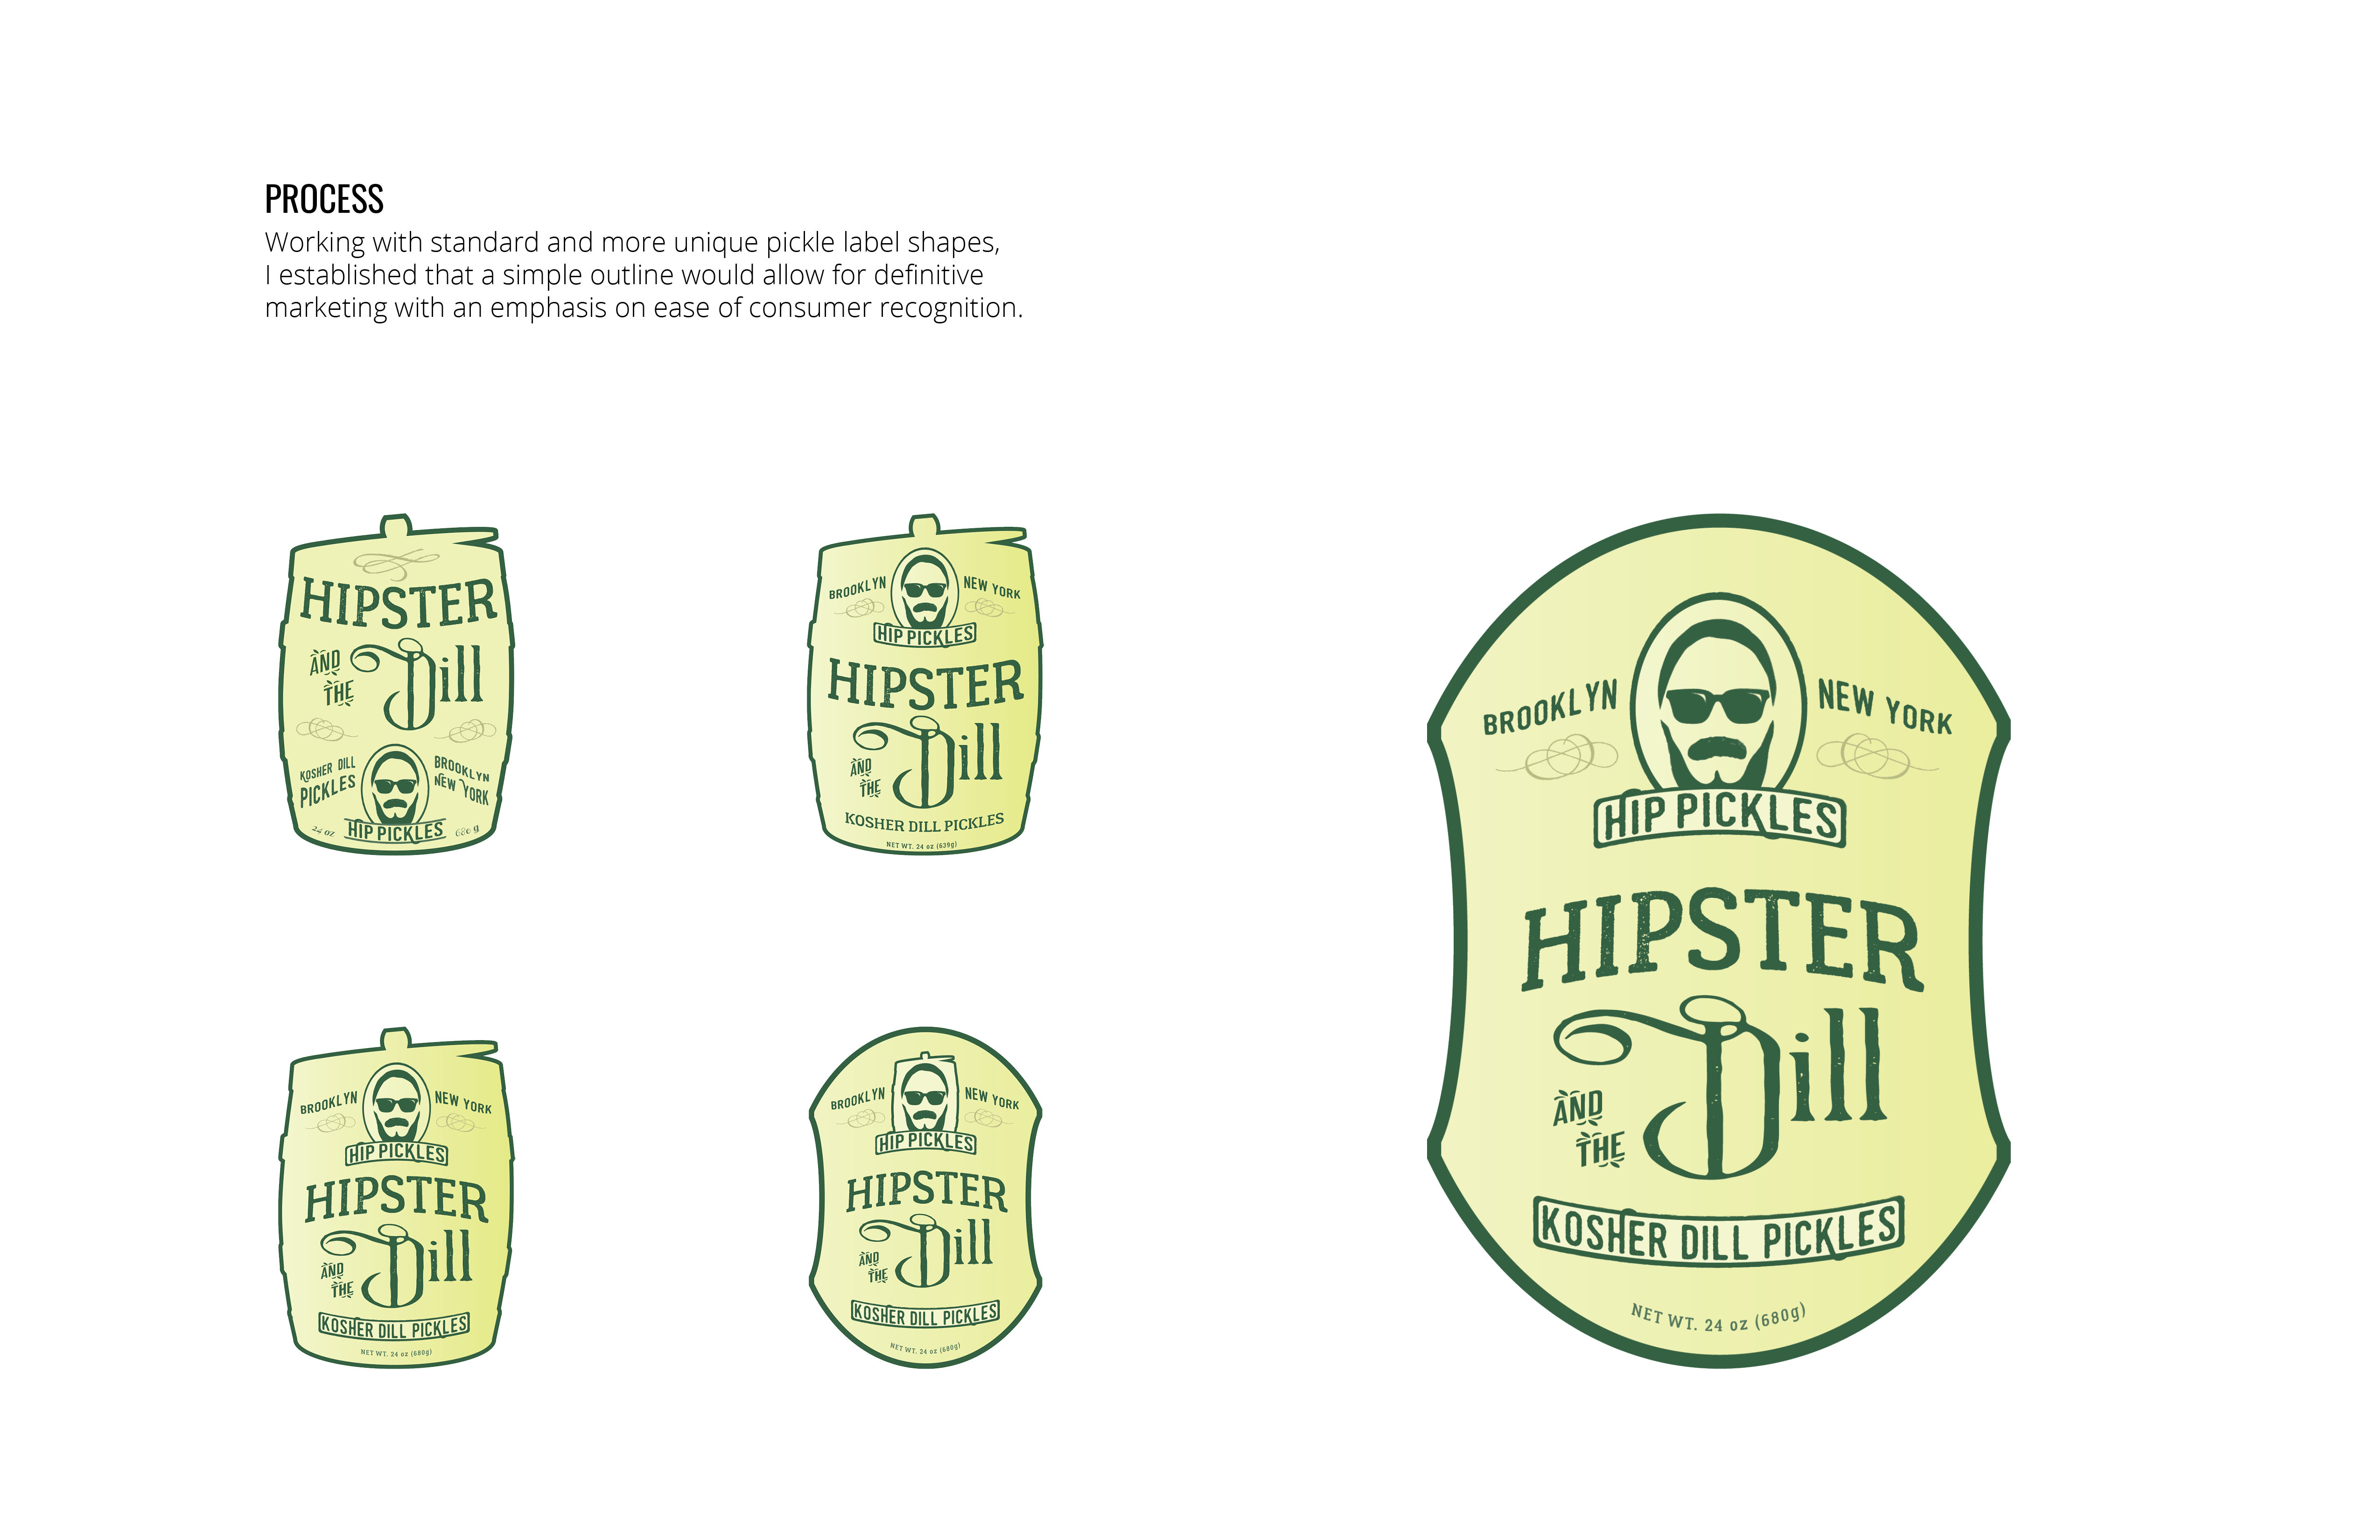 PROCESS
Working with standard and more unique pickle label shapes,
I established that a simple outline would allow for definitive
marketing with an emphasis on ease of consumer recognition.
HIPSTER
AND THE Dill
KOSHER DILL PICKLES
BROOKLYN NEW YORK
24 OZ
HIP PICKLES
680 g
BROOKLYN NEW YORK
HIP PICKLES
HIPSTER
AND THE Dill
KOSHER DILL PICKLES
NET WT. 24 oz (639g)
BROOKLYN NEW YORK
HIP PICKLES
HIPSTER
AND THE Dill
KOSHER DILL PICKLES
NET WT. 24 oz (680g)
BROOKLYN NEW YORK
HIP PICKLES
HIPSTER
AND THE Dill
KOSHER DILL PICKLES
NET WT. 24 oz (680g)
BROOKLYN NEW YORK
HIP PICKLES
HIPSTER
AND THE Dill
KOSHER DILL PICKLES
NET WT. 24 oz (680g)